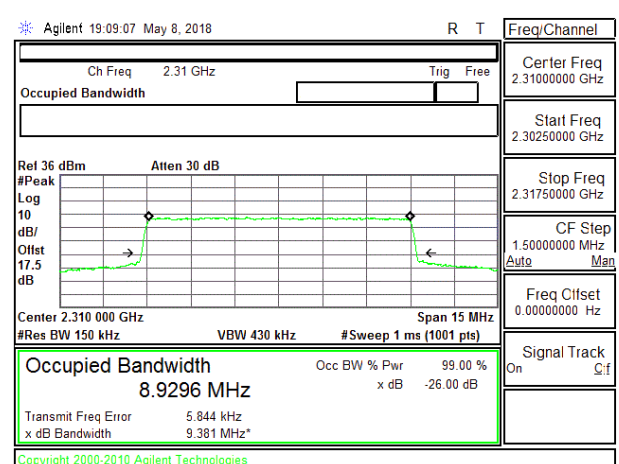 Agilent 19:09:07 May 8, 2018 R T
Freq/Channel
Ch Freq 2.31 GHz Trig Free
Occupied Bandwidth
Center Freq
2.31000000 GHz
Start Freq
2.30250000 GHz
Stop Freq
2.31750000 GHz
CF Step
1.50000000 MHz
Auto Man
Freq Offset
0.00000000 Hz
Signal Track
On Off
Ref 36 dBm Atten 30 dB
#Peak
Log
10
dB/
Offst
17.5
dB
Center 2.310 000 GHz Span 15 MHz
#Res BW 150 kHz VBW 430 kHz #Sweep 1 ms (1001 pts)
Occupied Bandwidth
8.9296 MHz
Occ BW % Pwr 99.00 %
x dB -26.00 dB
Transmit Freq Error 5.844 kHz
x dB Bandwidth 9.381 MHz*
Copyright 2000-2010 Agilent Technologies